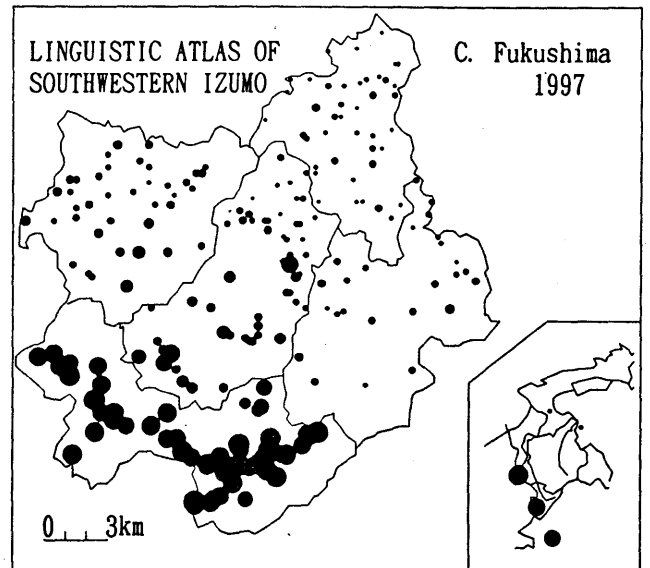 LINGUISTIC ATLAS OF
SOUTHWESTERN IZUMO
C. Fukushima
1997
0 3km